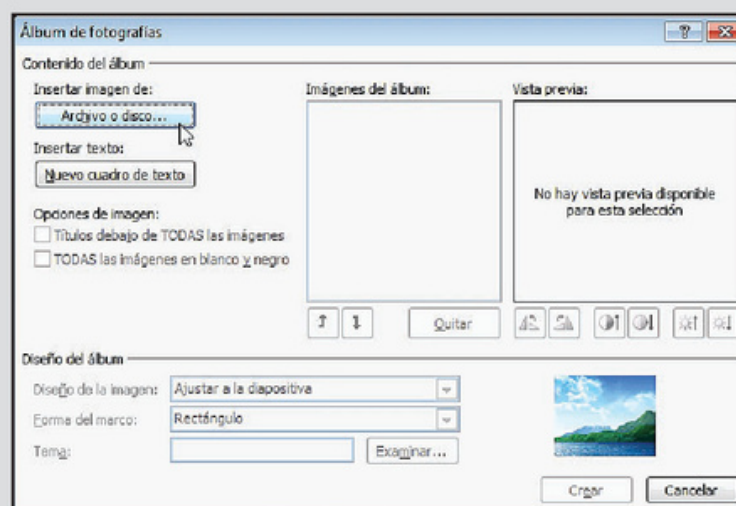 Álbum de fotografías
Contenido del álbum
Insertar imagen de:
Archivo o disco...
Insertar texto:
Nuevo cuadro de texto
Opciones de imagen:
Títulos debajo de TODAS las imágenes
TODAS las imágenes en blanco y negro
Imágenes del álbum:
Quitar
Vista previa:
No hay vista previa disponible
para esta selección
Diseño del álbum
Diseño de la imagen:
Ajustar a la diapositiva
Forma del marco:
Rectángulo
Tema:
Examinar...
Crear
Cancelar